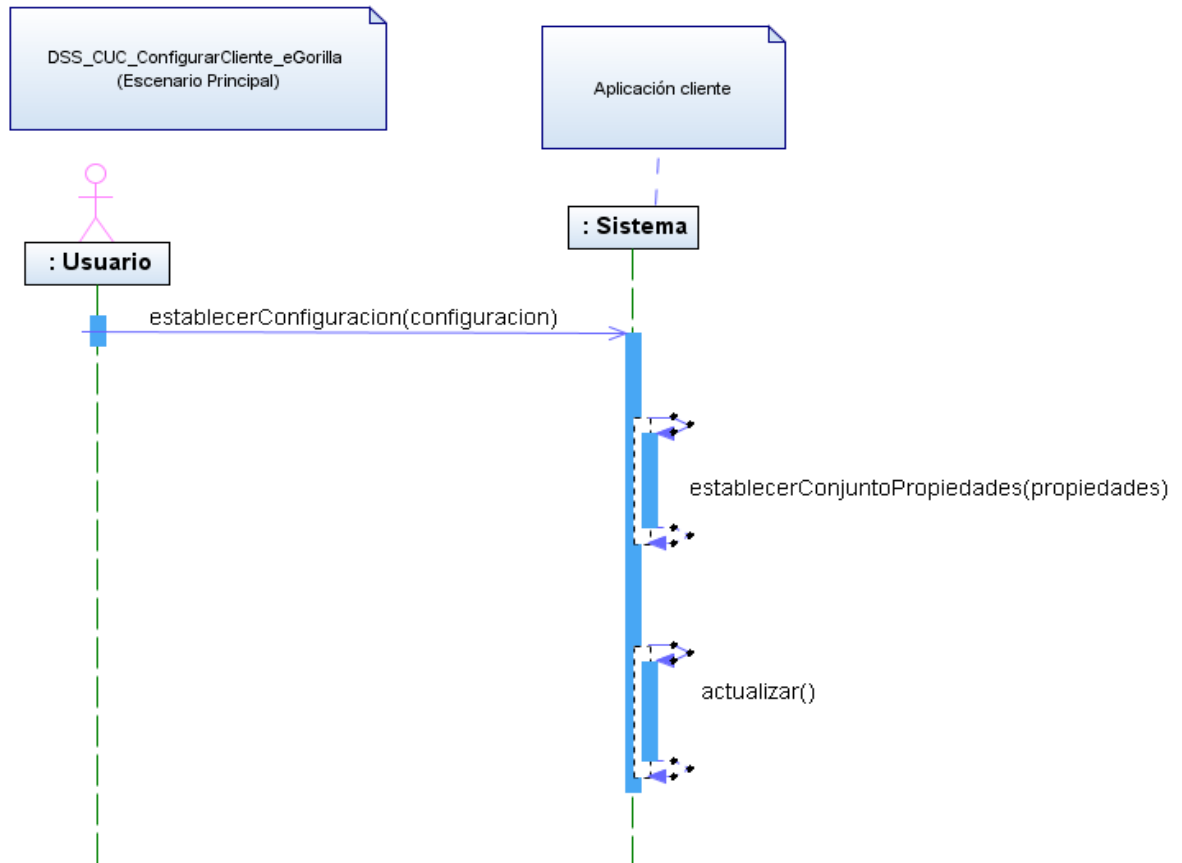 DSS_CUC_ConfigurarCliente_eGorilla
(Escenario Principal)
Aplicación cliente
: Sistema
: Usuario
establecerConfiguracion(configuracion)
establecerConjuntoPropiedades(propiedades)
actualizar()